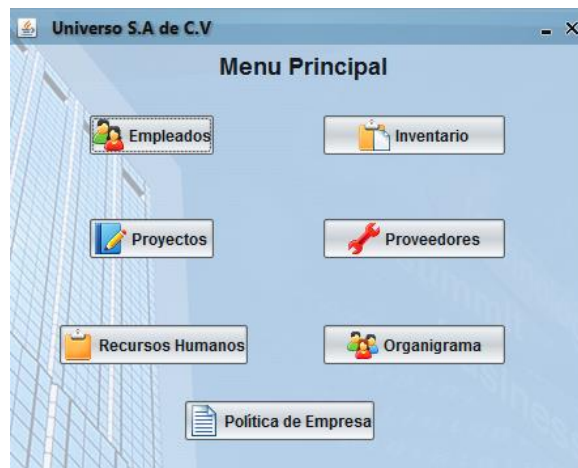 Universo S.A de C.V
Menu Principal
Empleados
Inventario
Proyectos
Proveedores
Recursos Humanos
Organigrama
Política de Empresa